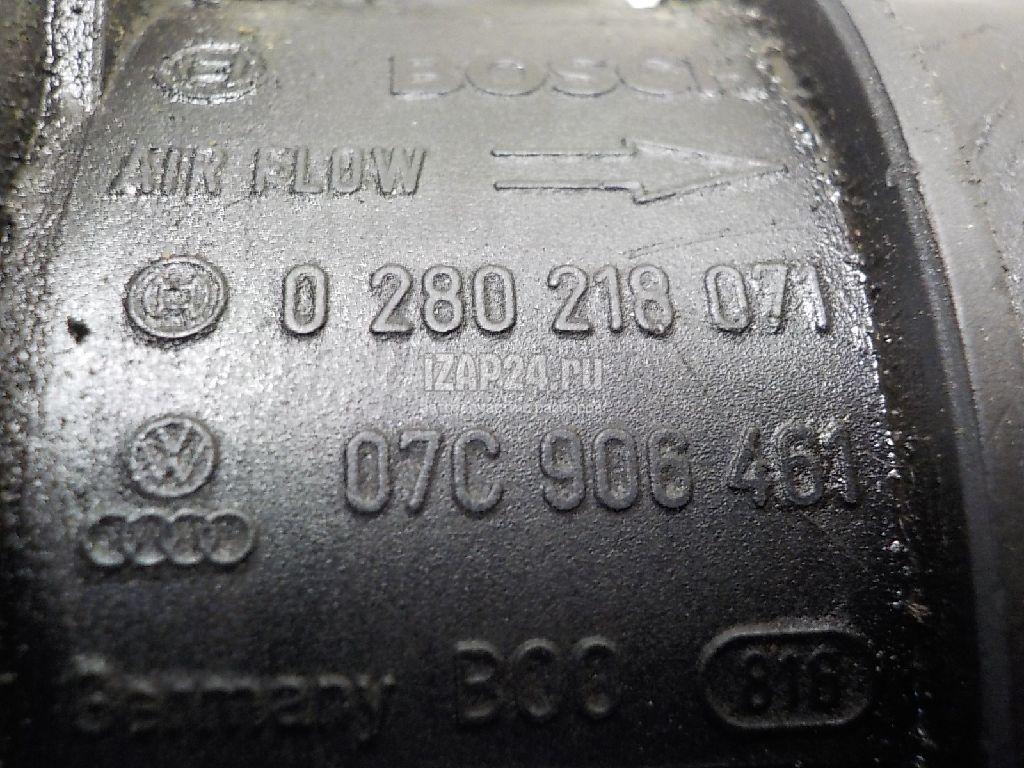 BOSCH
AIR FLOW
0 280 218 071
IZAP24.RU
07C 906 461
Germany 816